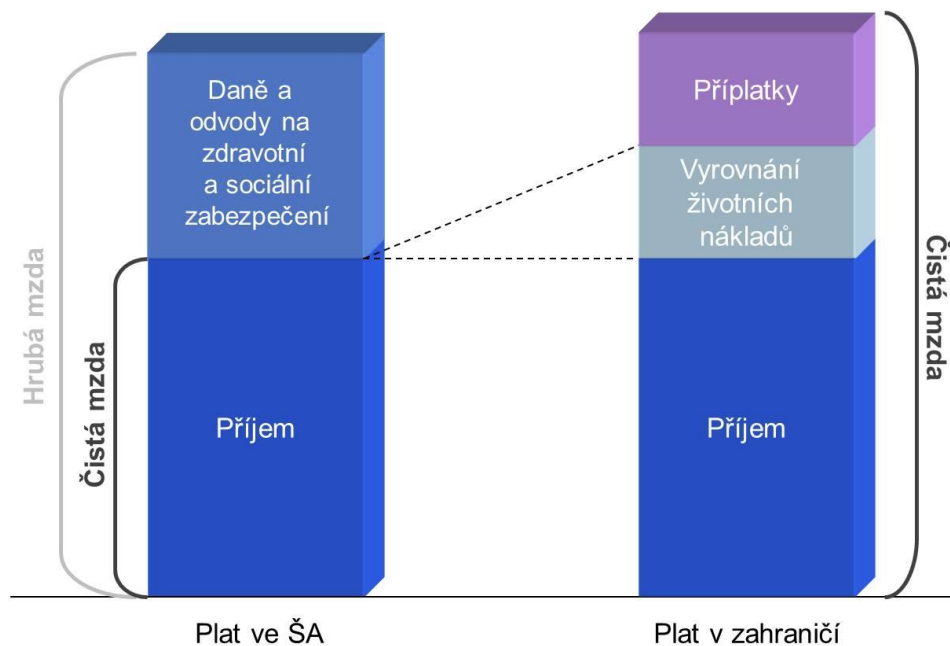 Daně a
odvody na
zdravotní
a sociální
zabezpečení
Příjem
Hrubá mzda
Čistá mzda
Plat ve ŠA
Příplatky
Vyrovnání
životních
nákladů
Příjem
Čistá mzda
Plat v zahraničí